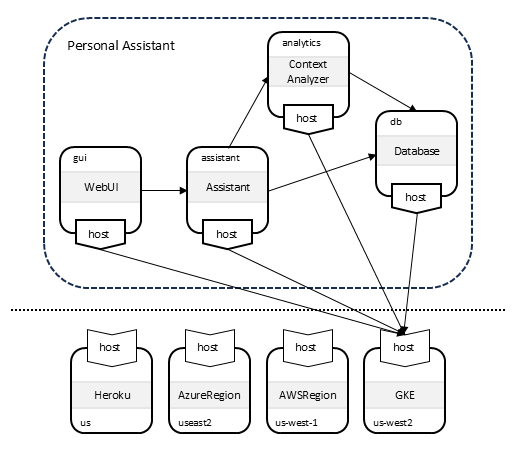 Personal Assistant
analytics
Context
Analyzer
host
db
Database
host
gui
WebUI
host
assistant
Assistant
host
host
Heroku
us
host
AzureRegion
useast2
host
AWSRegion
us-west-1
host
GKE
us-west2